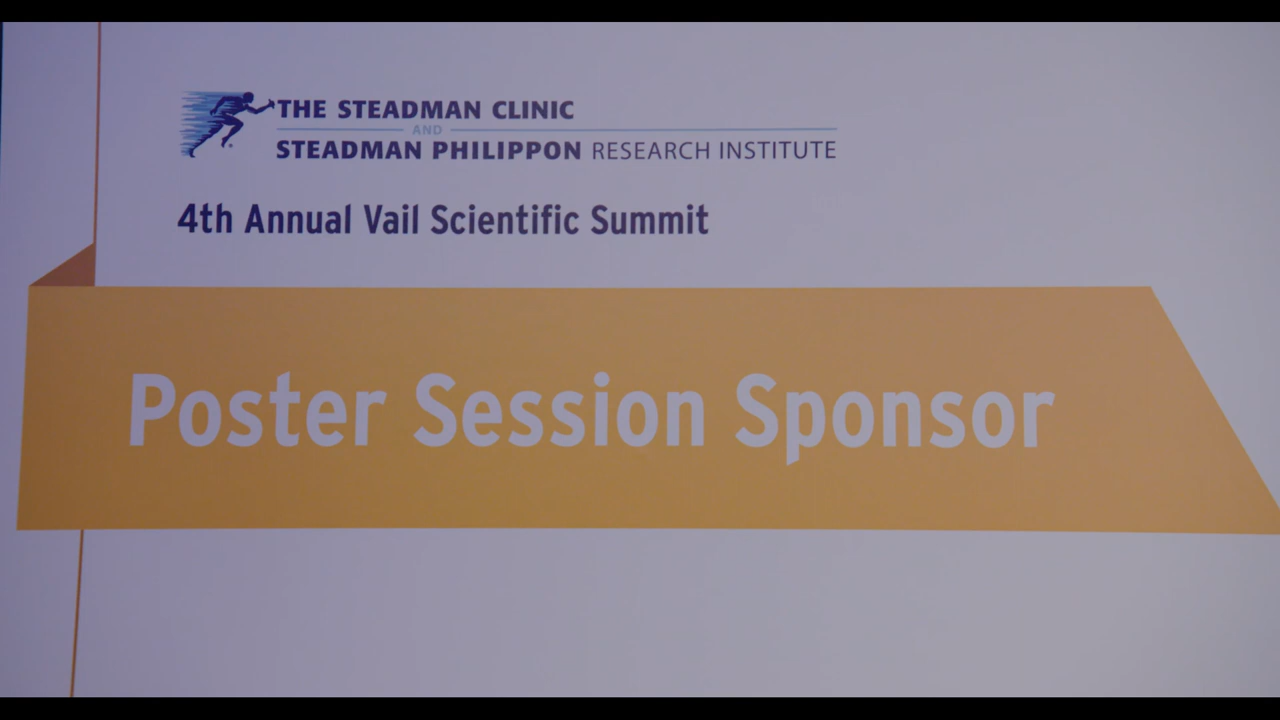 THE STEADMAN CLINIC
AND
STEADMAN PHILIPPON RESEARCH INSTITUTE
4th Annual Vail Scientific Summit
Poster Session Sponsor